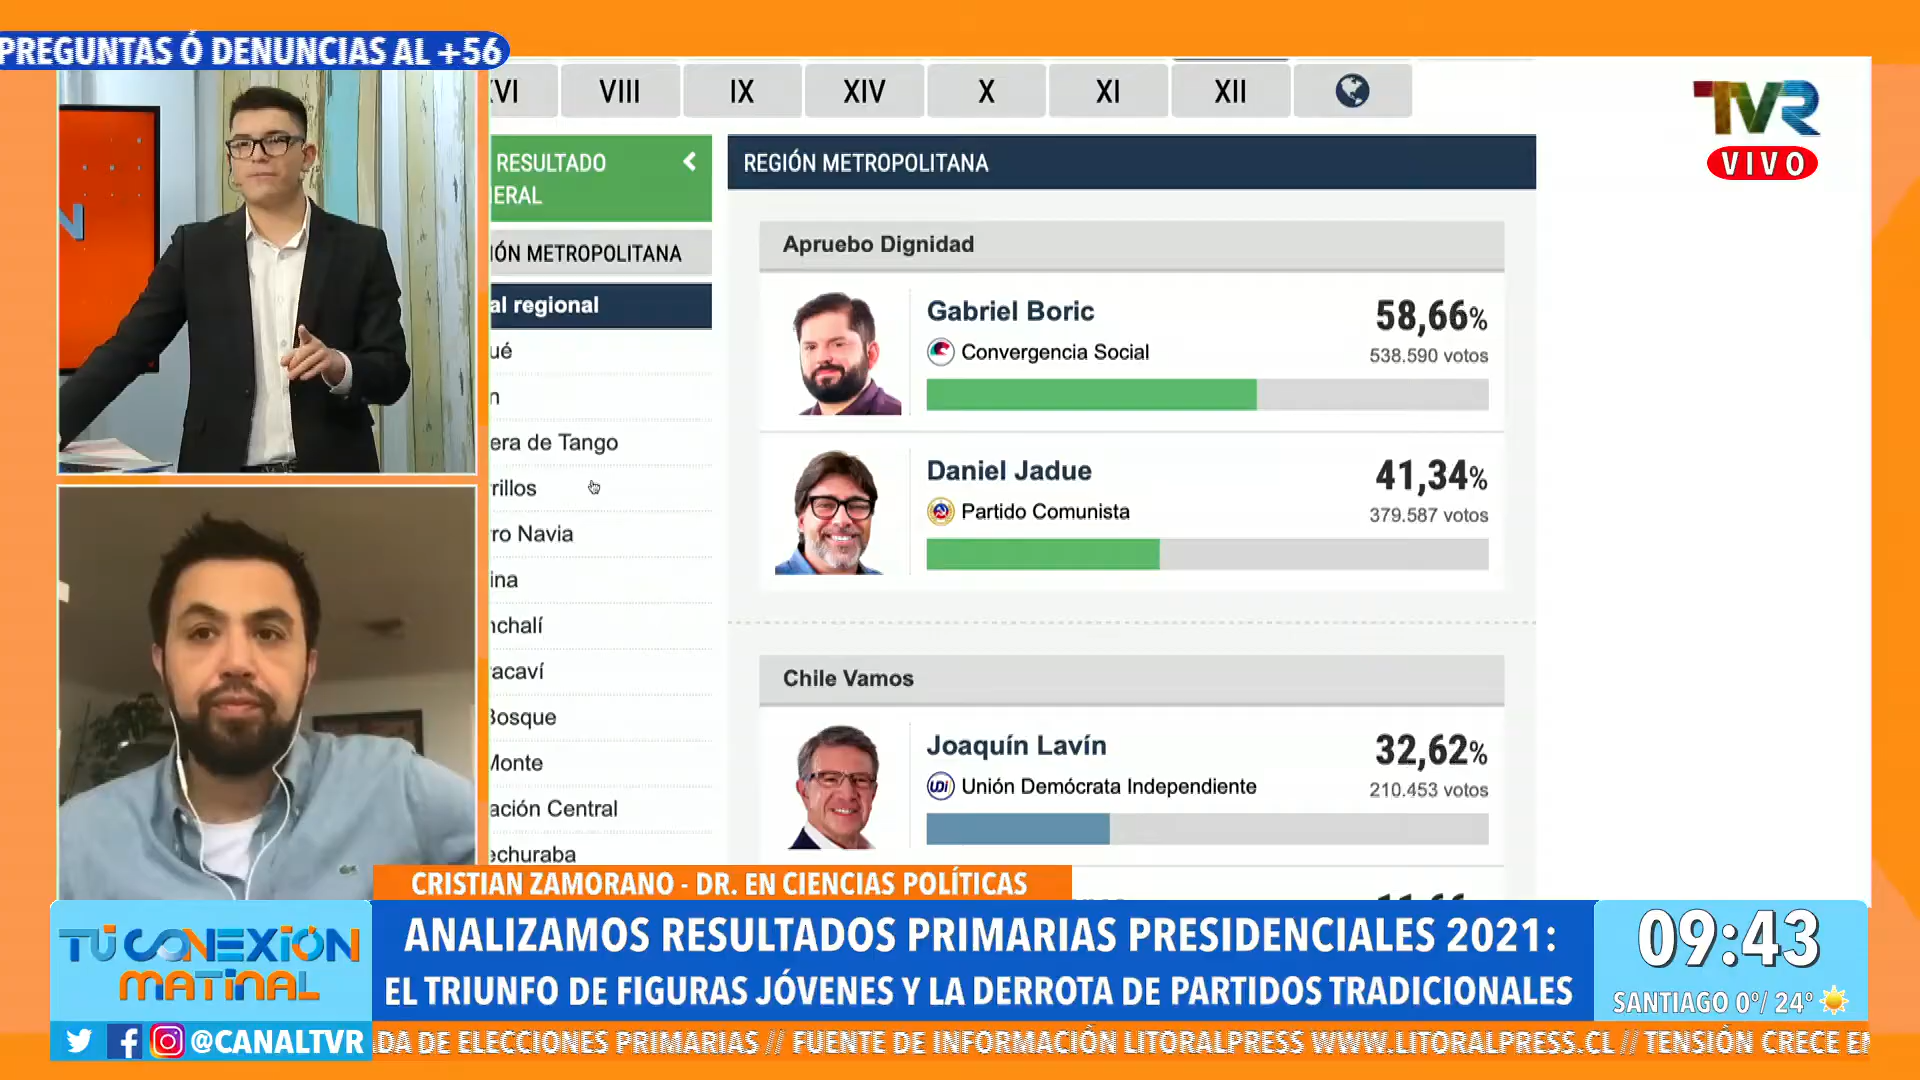 PREGUNTAS Ó DENUNCIAS AL +56
XVI VIII IX XIV X XI XII
TVR
VIVO
RESULTADO
ERAL
IÓN METROPOLITANA
al regional
ué
n
era de Tango
rillos
ro Navia
ina
nchalí
acaví
Bosque
Monte
ación Central
echuraba
REGIÓN METROPOLITANA
Apruebo Dignidad
Gabriel Boric 58,66%
Convergencia Social 538.590 votos
Daniel Jadue 41,34%
Partido Comunista 379.587 votos
Chile Vamos
Joaquín Lavín 32,62%
UDI Unión Demócrata Independiente 210.453 votos
N
CRISTIAN ZAMORANO - DR. EN CIENCIAS POLÍTICAS
TÚ CONEXIÓN
MATINAL
ANALIZAMOS RESULTADOS PRIMARIAS PRESIDENCIALES 2021:
EL TRIUNFO DE FIGURAS JÓVENES Y LA DERROTA DE PARTIDOS TRADICIONALES
09:43
SANTIAGO 0º/ 24º
@CANALTVR
DA DE ELECCIONES PRIMARIAS // FUENTE DE INFORMACIÓN LITORALPRESS WWW.LITORALPRESS.CL // TENSIÓN CRECE EN